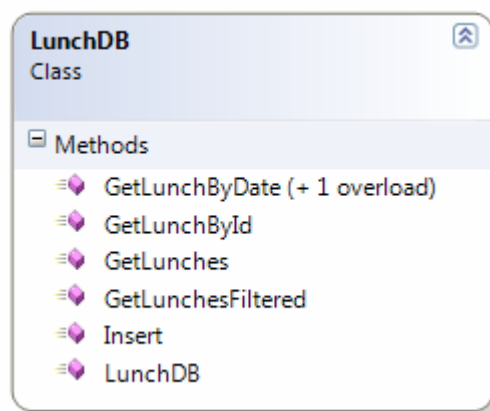 LunchDB
Class
Methods
GetLunchByDate (+ 1 overload)
GetLunchById
GetLunches
GetLunchesFiltered
Insert
LunchDB